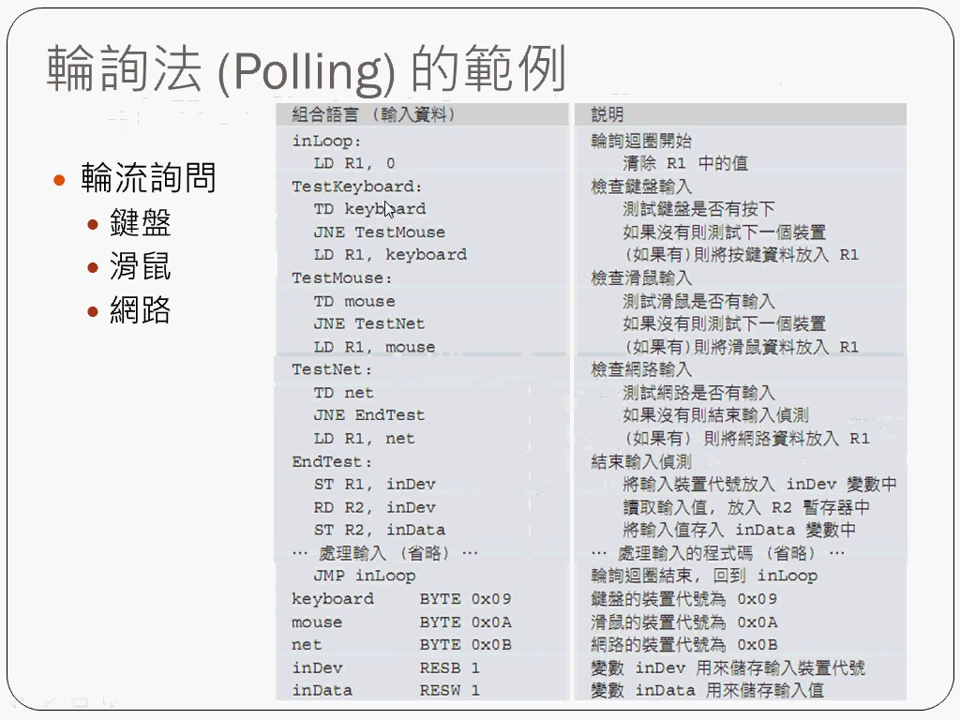 輪詢法 (Polling) 的範例
輪流詢問
鍵盤
滑鼠
網路
組合語言 (輸入資料) 說明
inLoop: 輪詢迴圈開始
LD R1, 0 清除 R1 中的值
TestKeyboard: 檢查鍵盤輸入
TD keyboard 測試鍵盤是否有按下
JNE TestMouse 如果沒有則測試下一個裝置
LD R1, keyboard (如果有)則將按鍵資料放入 R1
TestMouse: 檢查滑鼠輸入
TD mouse 測試滑鼠是否有輸入
JNE TestNet 如果沒有則測試下一個裝置
LD R1, mouse (如果有)則將滑鼠資料放入 R1
TestNet: 檢查網路輸入
TD net 測試網路是否有輸入
JNE EndTest 如果沒有則結束輸入偵測
LD R1, net (如果有) 則將網路資料放入 R1
EndTest: 結束輸入偵測
ST R1, inDev 將輸入裝置代號放入 inDev 變數中
RD R2, inDev 讀取輸入值, 放入 R2 暫存器中
ST R2, inData 將輸入值存入 inData 變數中
… 處理輸入 (省略) … … 處理輸入的程式碼 (省略) …
JMP inLoop 輪詢迴圈結束, 回到 inLoop
keyboard BYTE 0x09 鍵盤的裝置代號為 0x09
mouse BYTE 0x0A 滑鼠的裝置代號為 0x0A
net BYTE 0x0B 網路的裝置代號為 0x0B
inDev RESB 1 變數 inDev 用來儲存輸入裝置代號
inData RESW 1 變數 inData 用來儲存輸入值